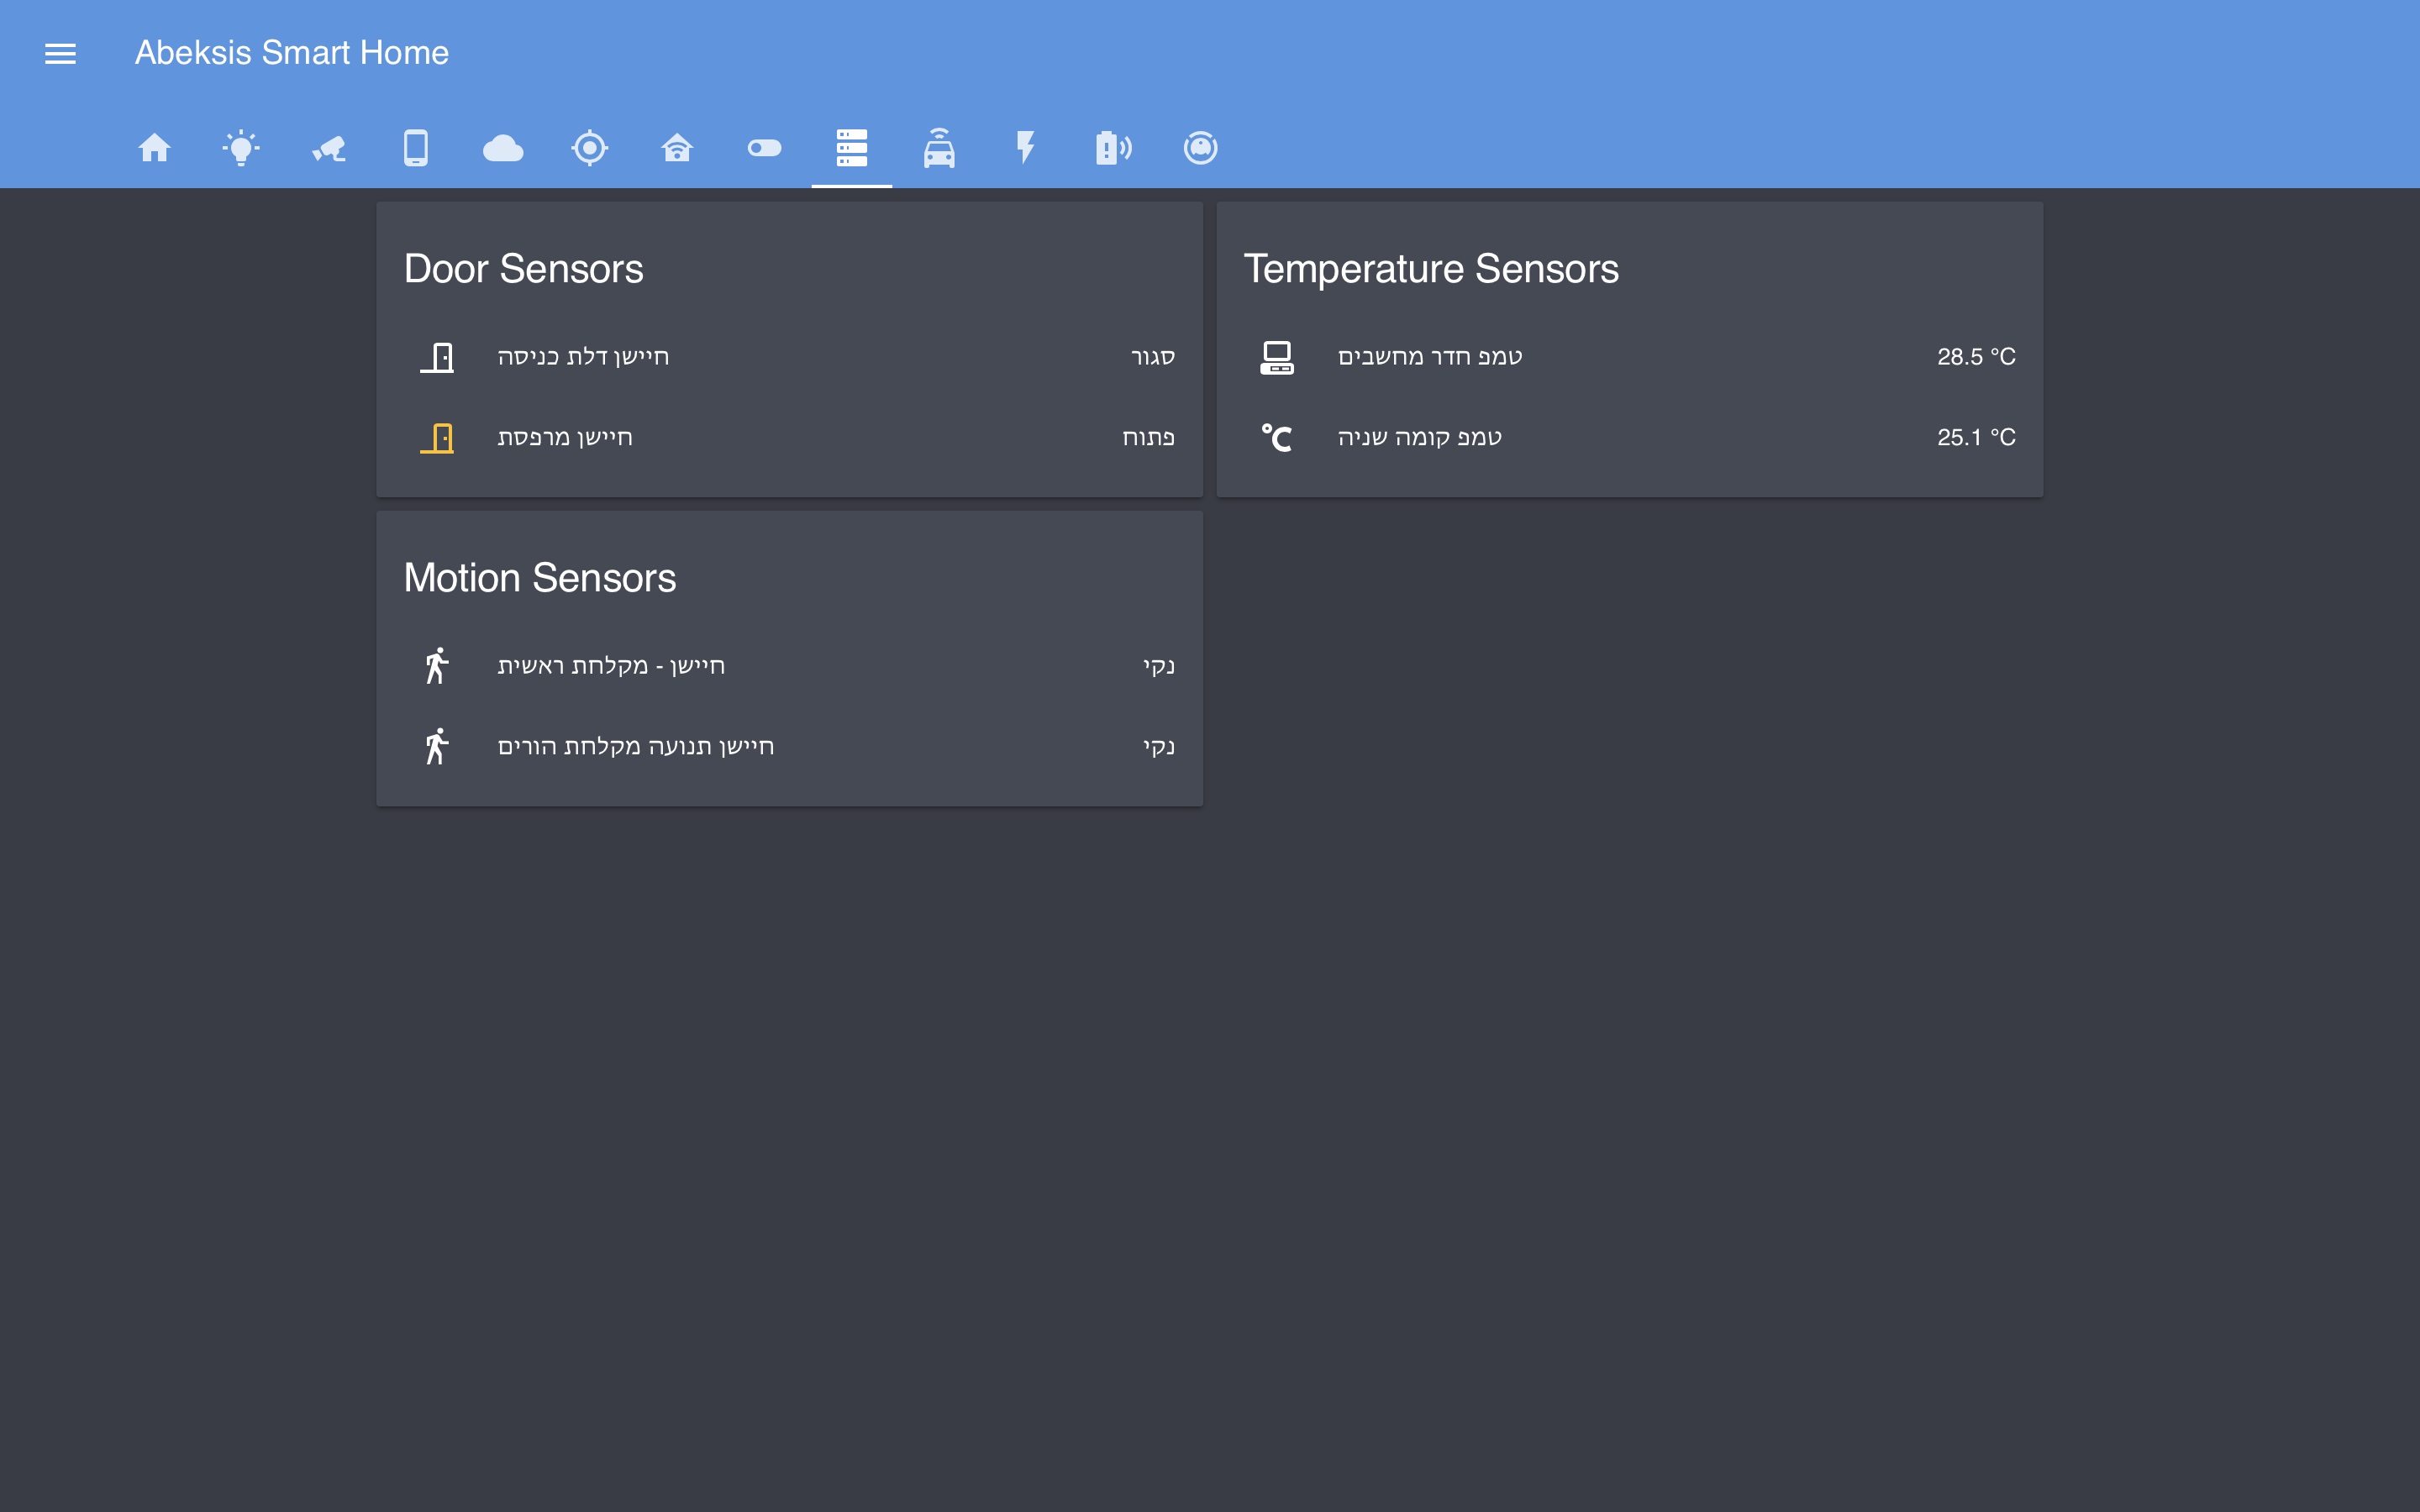 Abeksis Smart Home
Door Sensors
חיישן דלת כניסה
סגור
חיישן מרפסת
פתוח
Temperature Sensors
טמפ חדר מחשבים
28.5 °C
טמפ קומה שניה
25.1 °C
Motion Sensors
חיישן - מקלחת ראשית
נקי
חיישן תנועה מקלחת הורים
נקי